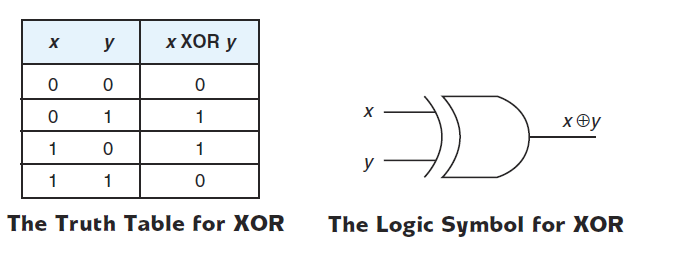 x y x XOR y
0 0 0
0 1 1
1 0 1
1 1 0
The Truth Table for XOR
x
y
x⊕y
The Logic Symbol for XOR